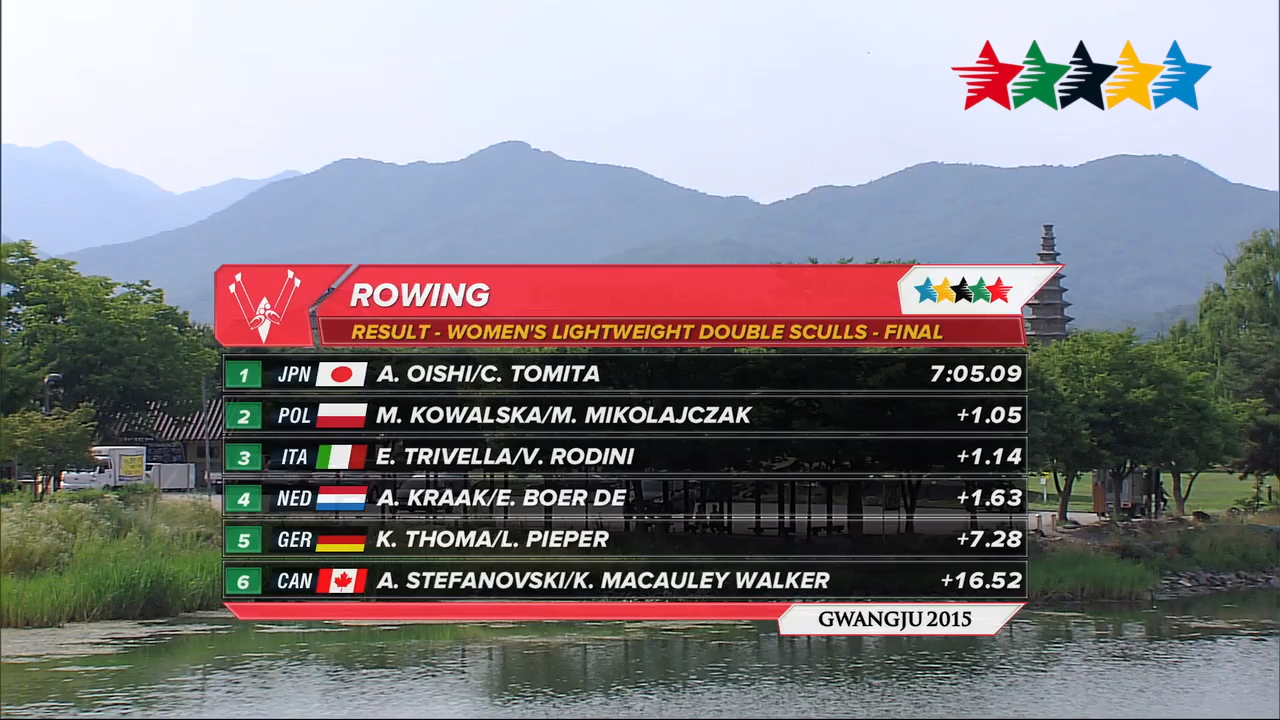 ROWING
RESULT - WOMEN'S LIGHTWEIGHT DOUBLE SCULLS - FINAL
1 JPN A. OISHI/C. TOMITA 7:05.09
2 POL M. KOWALSKA/M. MIKOLAJCZAK +1.05
3 ITA E. TRIVELLA/V. RODINI +1.14
4 NED A. KRAAK/E. BOER DE +1.63
5 GER K. THOMA/L. PIEPER +7.28
6 CAN A. STEFANOVSKI/K. MACAULEY WALKER +16.52
GWANGJU 2015